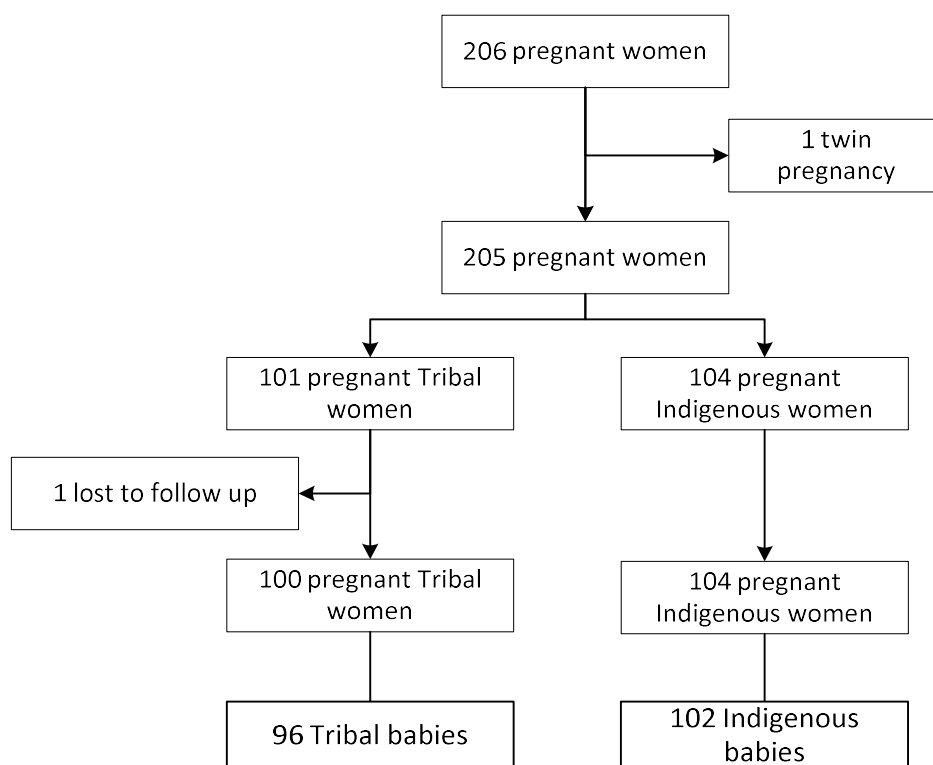 206 pregnant women
1 twin
pregnancy
205 pregnant women
101 pregnant Tribal
women
104 pregnant
Indigenous women
1 lost to follow up
100 pregnant Tribal
women
104 pregnant
Indigenous women
96 Tribal babies
102 Indigenous
babies